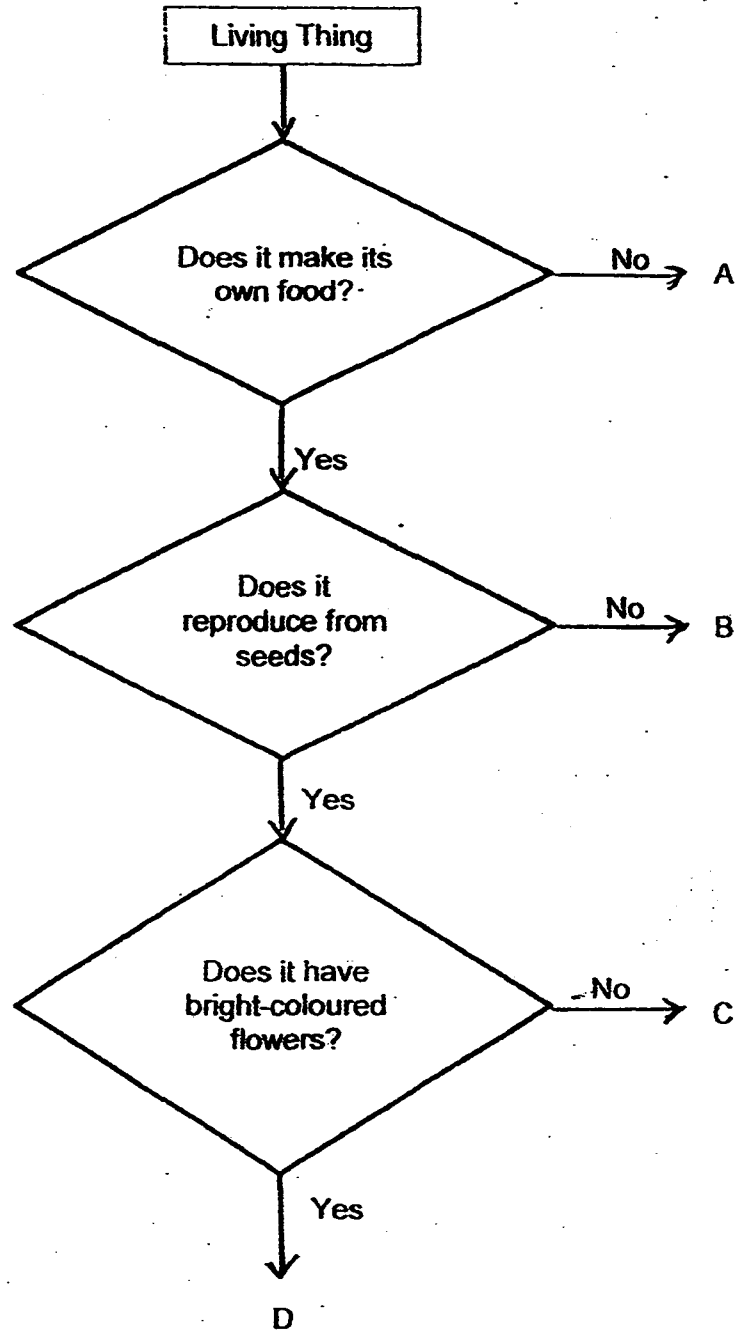 Living Thing
Does it make its
own food?
No
A
Yes
Does it
reproduce from
seeds?
No
B
Yes
Does it have
bright-coloured
flowers?
No
C
Yes
D